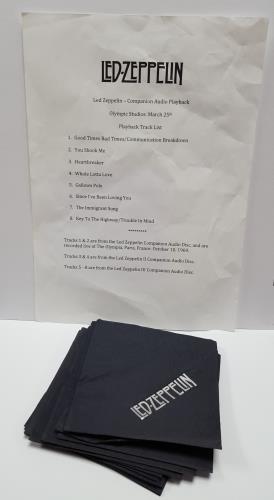 LED-ZEPPELIN
Led Zeppelin – Companion Audio Playback
Olympic Studios: March 25th
Playback Track List
1. Good Times Bad Times/Communication Breakdown
2. You Shook Me
3. Heartbreaker
4. Whole Lotta Love
5. Gallows Pole
6. Since I've Been Loving You
7. The Immigrant Song
8. Key To The Highway/Trouble In Mind
*********
Tracks 1 & 2 are from the Led Zeppelin Companion Audio Disc, and are
recorded live at The Olympia, Paris, France: October 10, 1969.
Tracks 3 & 4 are from the Led Zeppelin II Companion Audio Disc.
Tracks 5 - 8 are from the Led Zeppelin III Companion Audio Disc.
LED-ZEPPELIN